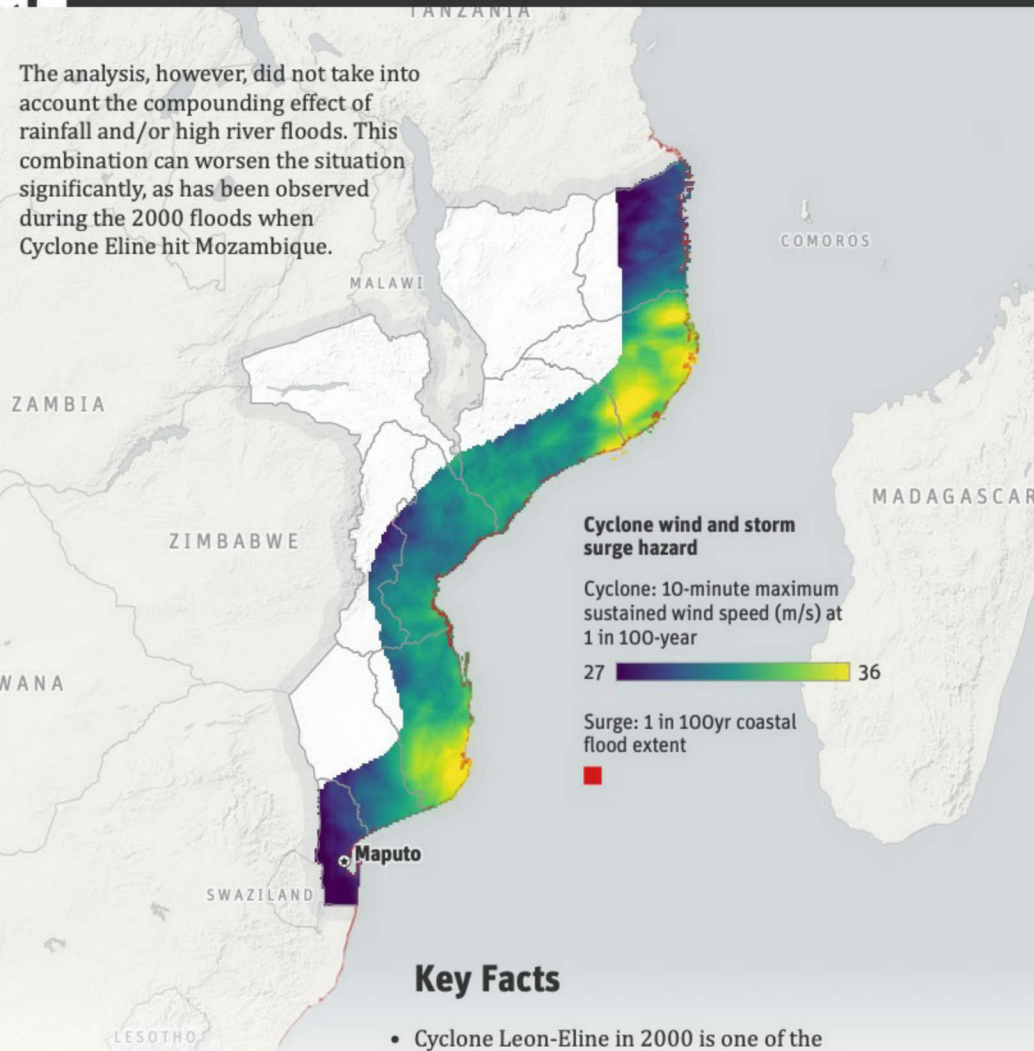 TANZANIA
The analysis, however, did not take into
account the compounding effect of
rainfall and/or high river floods. This
combination can worsen the situation
significantly, as has been observed
during the 2000 floods when
Cyclone Eline hit Mozambique.
COMOROS
MALAWI
ZAMBIA
MADAGASCAR
ZIMBABWE
Cyclone wind and storm
surge hazard
Cyclone: 10-minute maximum
sustained wind speed (m/s) at
1 in 100-year
27 36
WANA
Surge: 1 in 100yr coastal
flood extent
Maputo
SWAZILAND
Key Facts
LESOTHO
• Cyclone Leon-Eline in 2000 is one of the